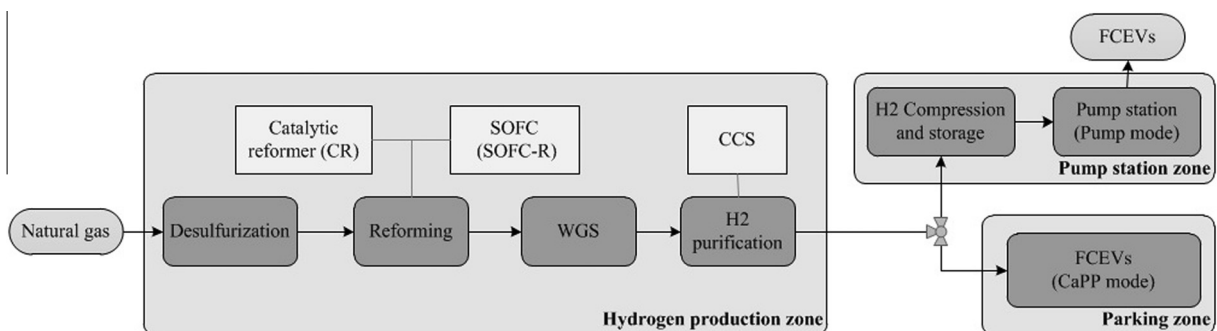 FCEVs
Catalytic
reformer (CR)
SOFC
(SOFC-R)
CCS
H2 Compression
and storage
Pump station
(Pump mode)
Pump station zone
Natural gas
Desulfurization
Reforming
WGS
H2
purification
FCEVs
(CaPP mode)
Hydrogen production zone
Parking zone